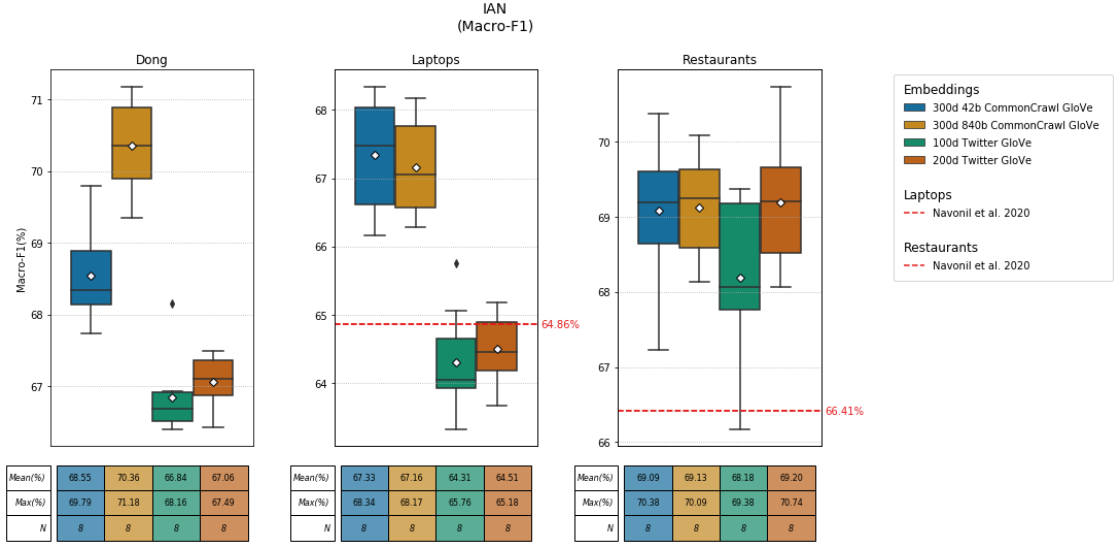 IAN
(Macro-F1)
Dong
Laptops
Restaurants
Macro-F1(%)
71
70
69
68
67
68
67
66
65
64
64.86%
70
69
68
67
66
66.41%
Embeddings
300d 42b CommonCrawl GloVe
300d 840b CommonCrawl GloVe
100d Twitter GloVe
200d Twitter GloVe
Laptops
Navonil et al. 2020
Restaurants
Navonil et al. 2020
Mean(%) 68.55 70.36 66.84 67.06
Max(%) 69.79 71.18 68.16 67.49
N 8 8 8 8
Mean(%) 67.33 67.16 64.31 64.51
Max(%) 68.34 68.17 65.76 65.18
N 8 8 8 8
Mean(%) 69.09 69.13 68.18 69.20
Max(%) 70.38 70.09 69.38 70.74
N 8 8 8 8